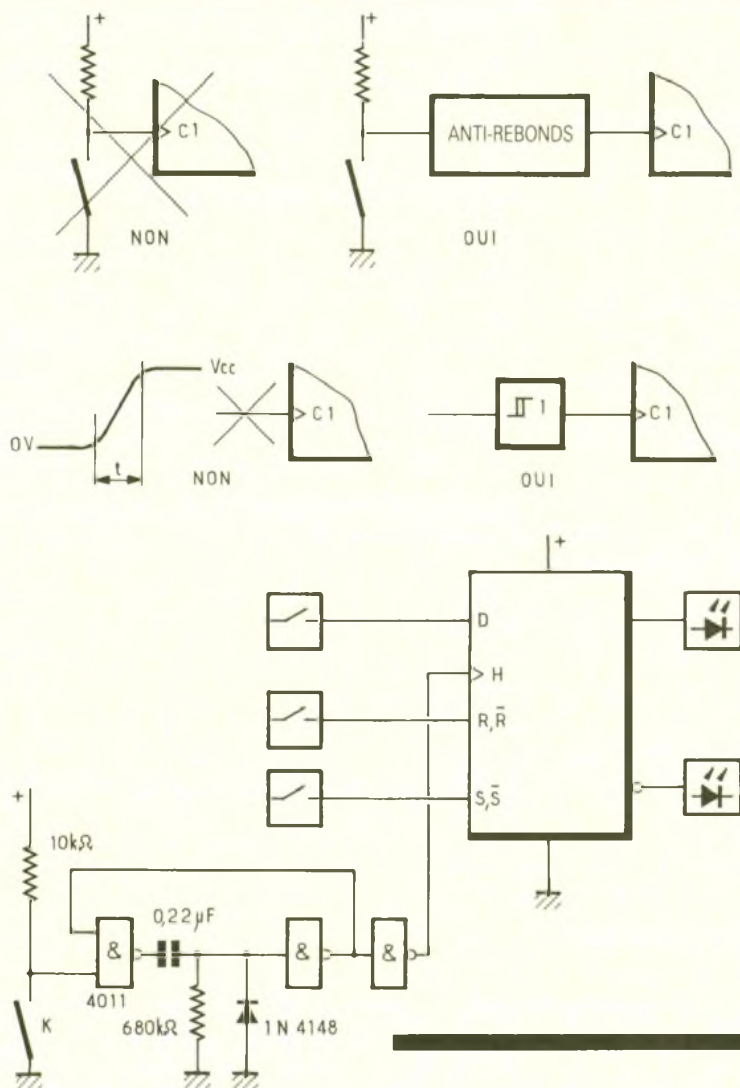 +
+
C1
ANTI-REBONDS
C1
NON
OUI
Vcc
0V
t
C1
1
C1
NON
OUI
+
D
H
R,R̅
S,S̅
+
10kΩ
0,22µF
&
&
&
4011
K
680kΩ
1N 4148